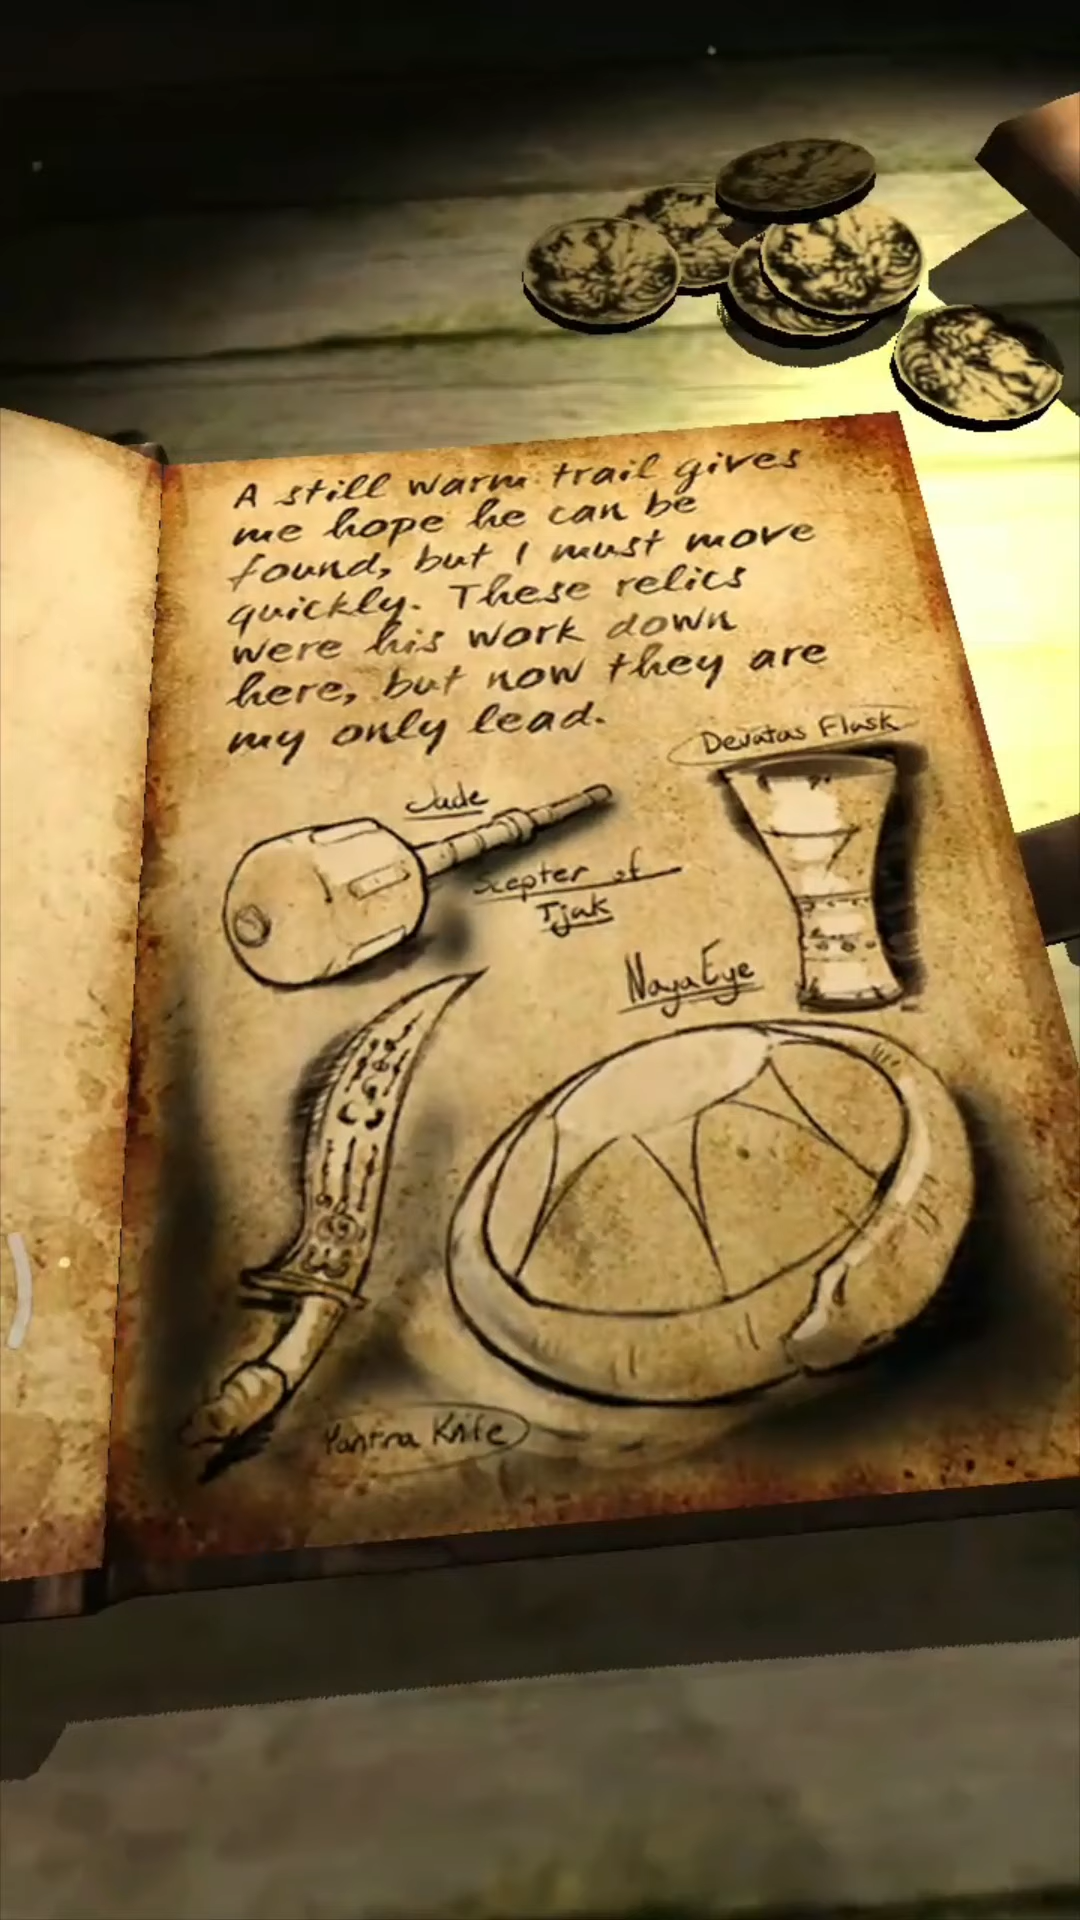 A still warm trail gives
me hope he can be
found, but I must move
quickly. These relics
were his work down
here, but now they are
my only lead.
Devatas Flask
Jade
Scepter of
Tjak
Naga Eye
Yantra Knife